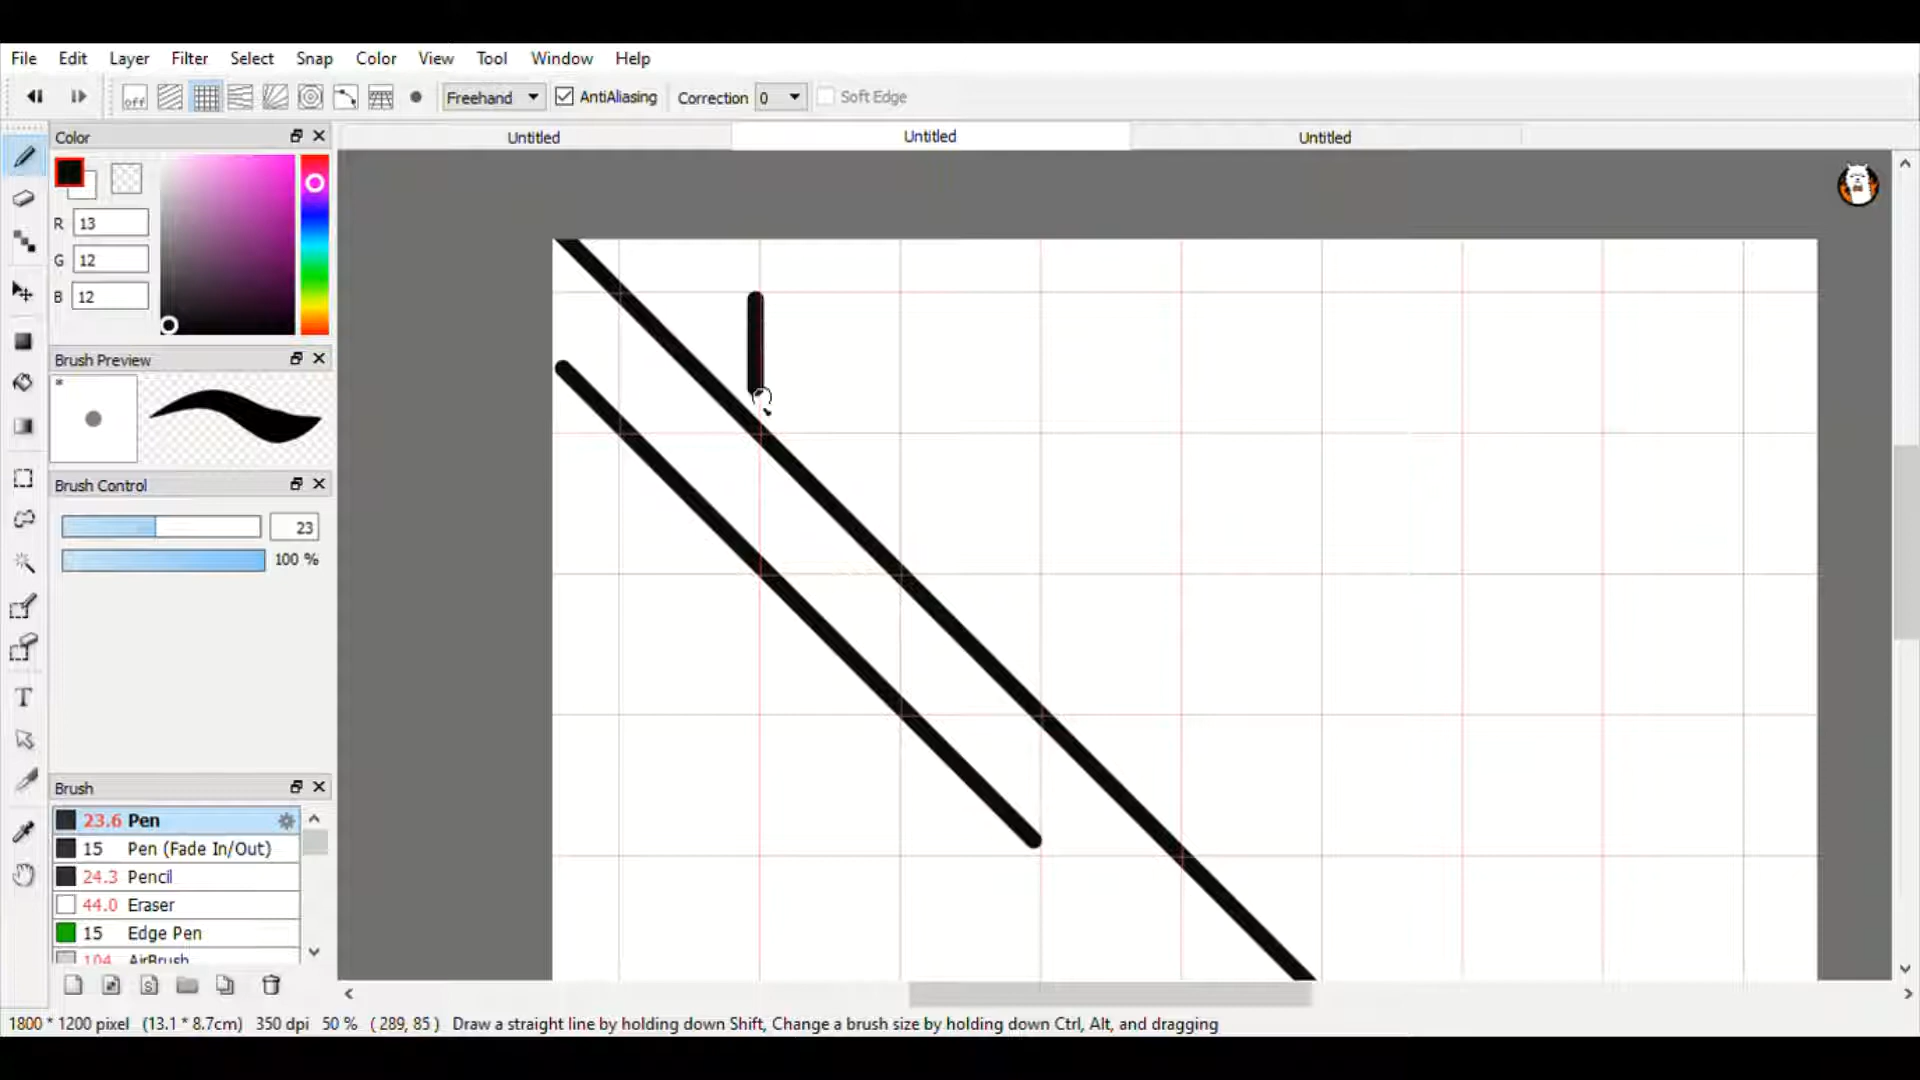 File Edit Layer Filter Select Snap Color View Tool Window Help
off Freehand AntiAliasing Correction 0 Soft Edge
Color
Untitled Untitled Untitled
R 13
G 12
B 12
Brush Preview
*
Brush Control
23
100 %
T
Brush
23.6 Pen
15 Pen (Fade In/Out)
24.3 Pencil
44.0 Eraser
15 Edge Pen
104 AirBrush
S
1800 * 1200 pixel (13.1 * 8.7cm) 350 dpi 50 % ( 289, 85 ) Draw a straight line by holding down Shift, Change a brush size by holding down Ctrl, Alt, and dragging